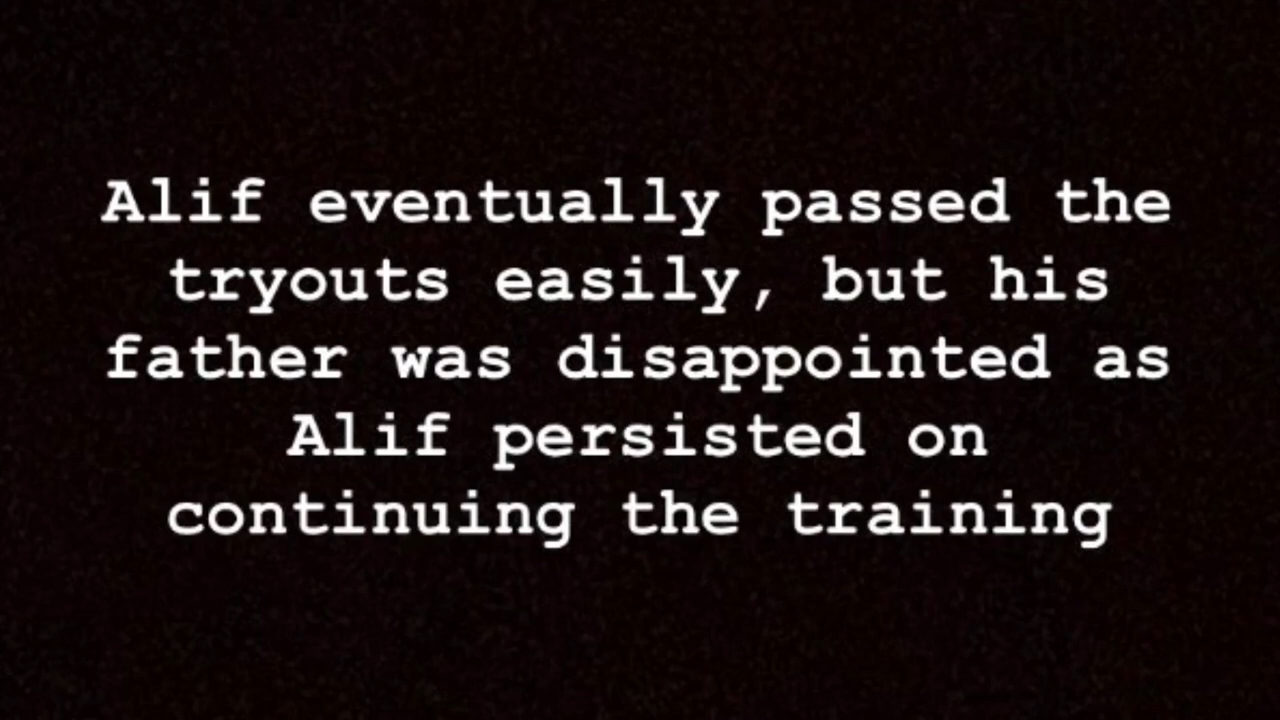 Alif eventually passed the
tryouts easily, but his
father was disappointed as
Alif persisted on
continuing the training